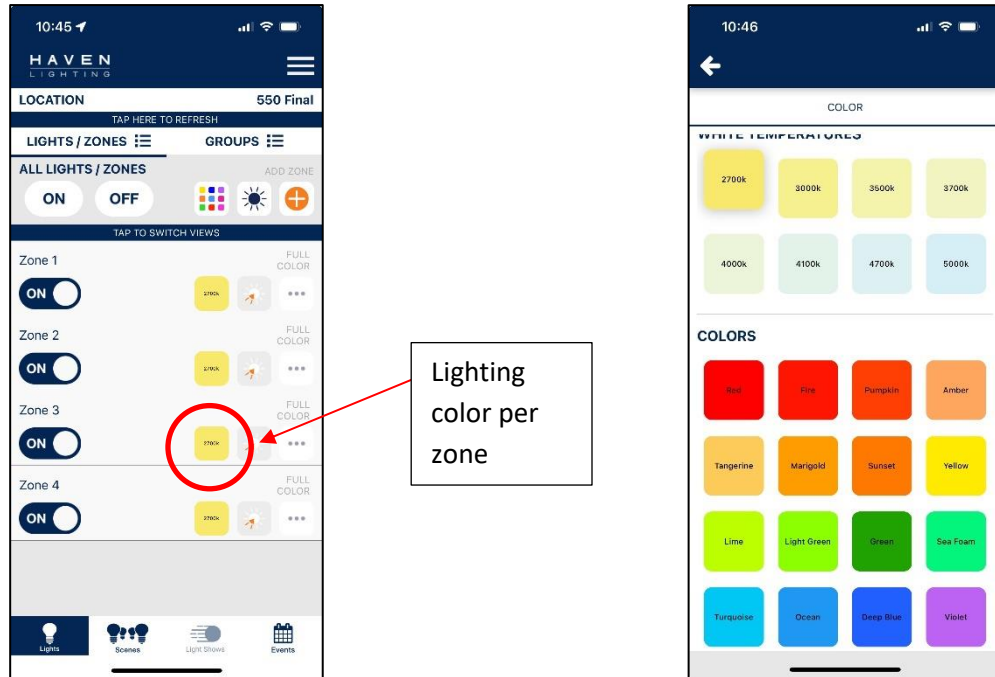 10:45
HAVEN
LIGHTING
LOCATION 550 Final
TAP HERE TO REFRESH
LIGHTS / ZONES GROUPS
ALL LIGHTS / ZONES ADD ZONE
ON OFF
TAP TO SWITCH VIEWS
Zone 1 FULL
COLOR
ON 2700k
Zone 2 FULL
COLOR
ON 2700k
Zone 3 FULL
COLOR
ON 2700k
Zone 4 FULL
COLOR
ON 2700k
Lights Scenes Light Shows Events
Lighting
color per
zone
10:46
COLOR
WHITE TEMPERATURES
2700k 3000k 3500k 3700k
4000k 4100k 4700k 5000k
COLORS
Red Fire Pumpkin Amber
Tangerine Marigold Sunset Yellow
Lime Light Green Green Sea Foam
Turquoise Ocean Deep Blue Violet